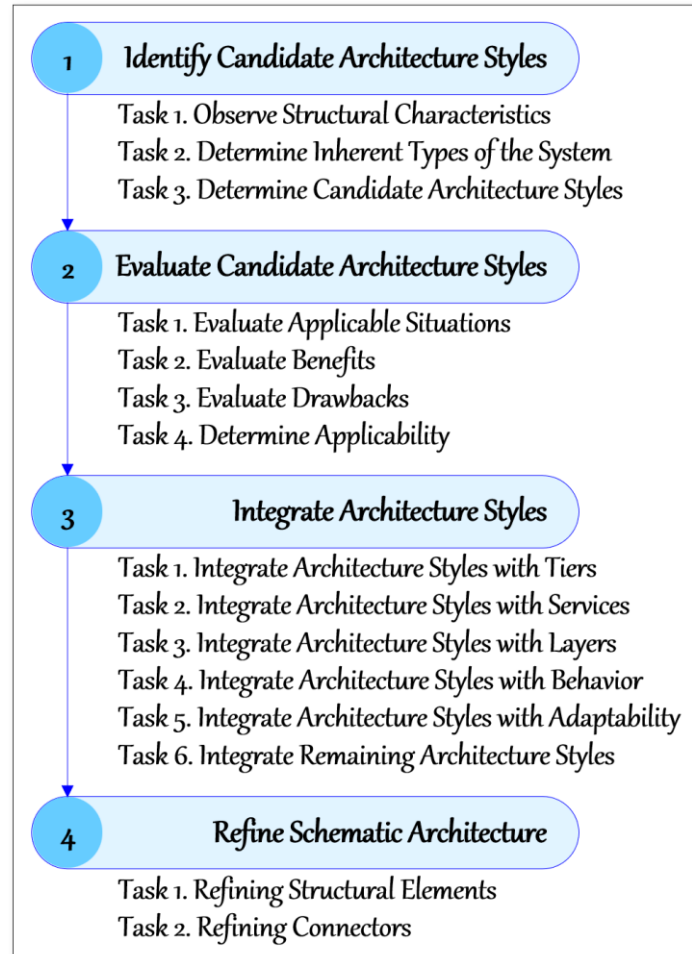 1 Identify Candidate Architecture Styles
Task 1. Observe Structural Characteristics
Task 2. Determine Inherent Types of the System
Task 3. Determine Candidate Architecture Styles
2 Evaluate Candidate Architecture Styles
Task 1. Evaluate Applicable Situations
Task 2. Evaluate Benefits
Task 3. Evaluate Drawbacks
Task 4. Determine Applicability
3 Integrate Architecture Styles
Task 1. Integrate Architecture Styles with Tiers
Task 2. Integrate Architecture Styles with Services
Task 3. Integrate Architecture Styles with Layers
Task 4. Integrate Architecture Styles with Behavior
Task 5. Integrate Architecture Styles with Adaptability
Task 6. Integrate Remaining Architecture Styles
4 Refine Schematic Architecture
Task 1. Refining Structural Elements
Task 2. Refining Connectors